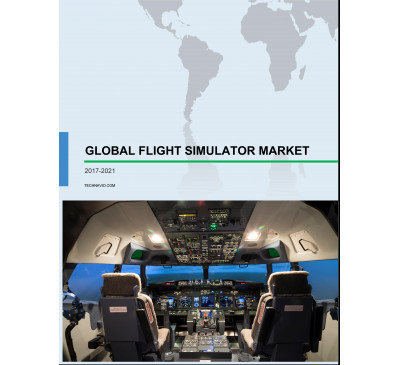 GLOBAL FLIGHT SIMULATOR MARKET
2017-2021
TECHNAVIO.COM